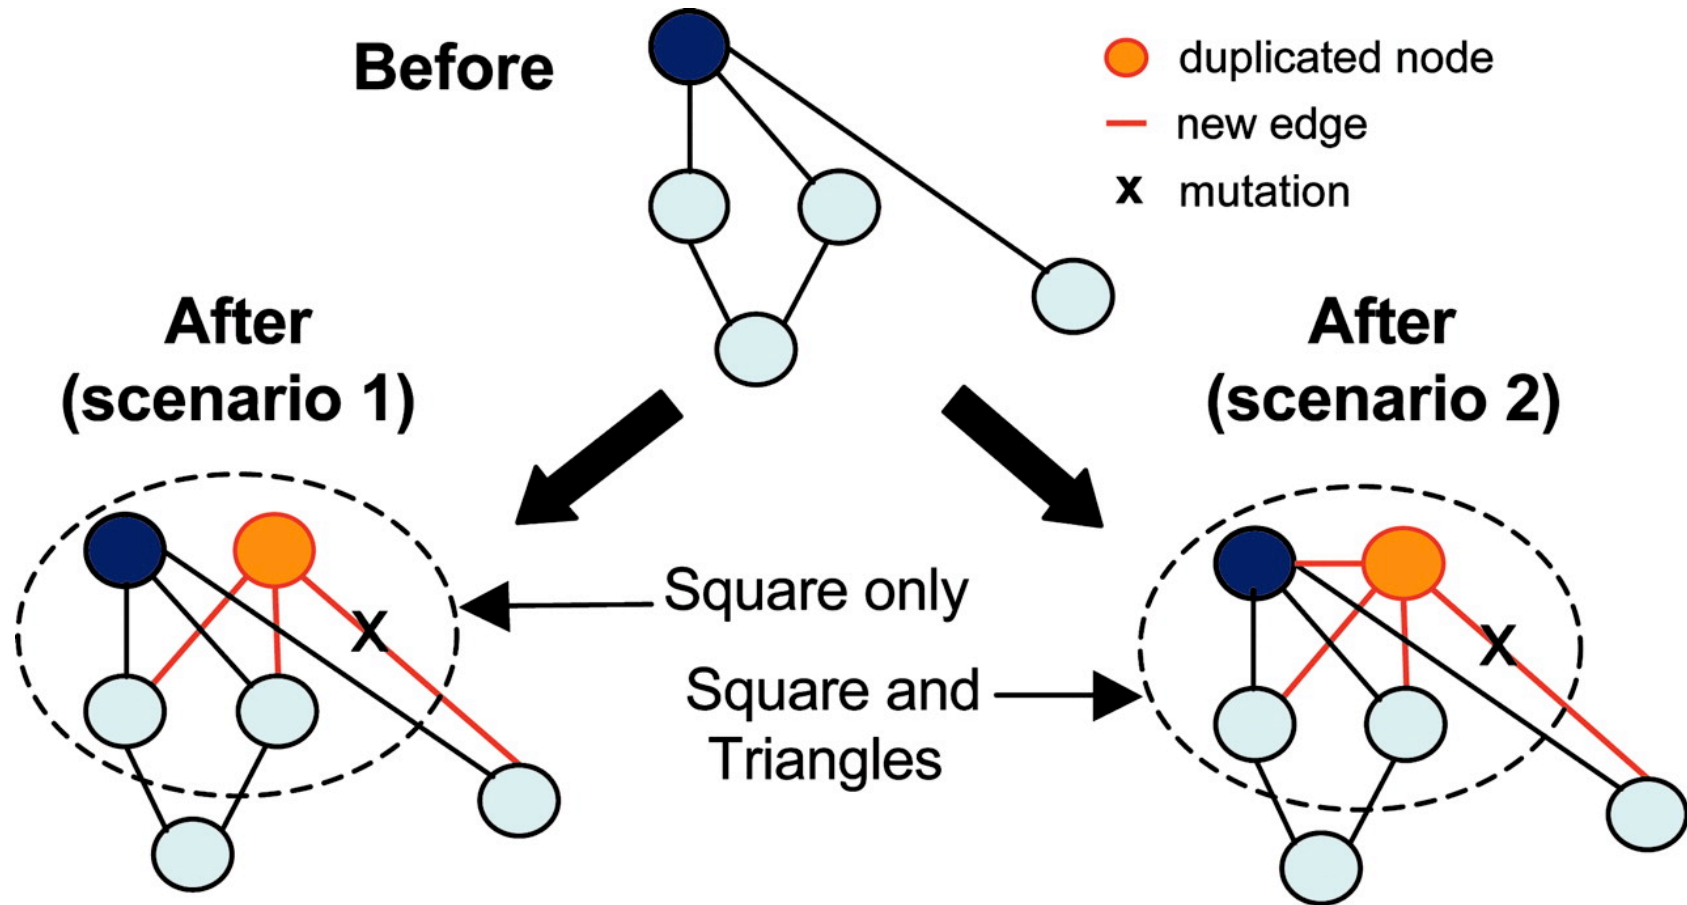 Before
duplicated node
new edge
x mutation
After
(scenario 1)
After
(scenario 2)
X
Square only
X
Square and
Triangles